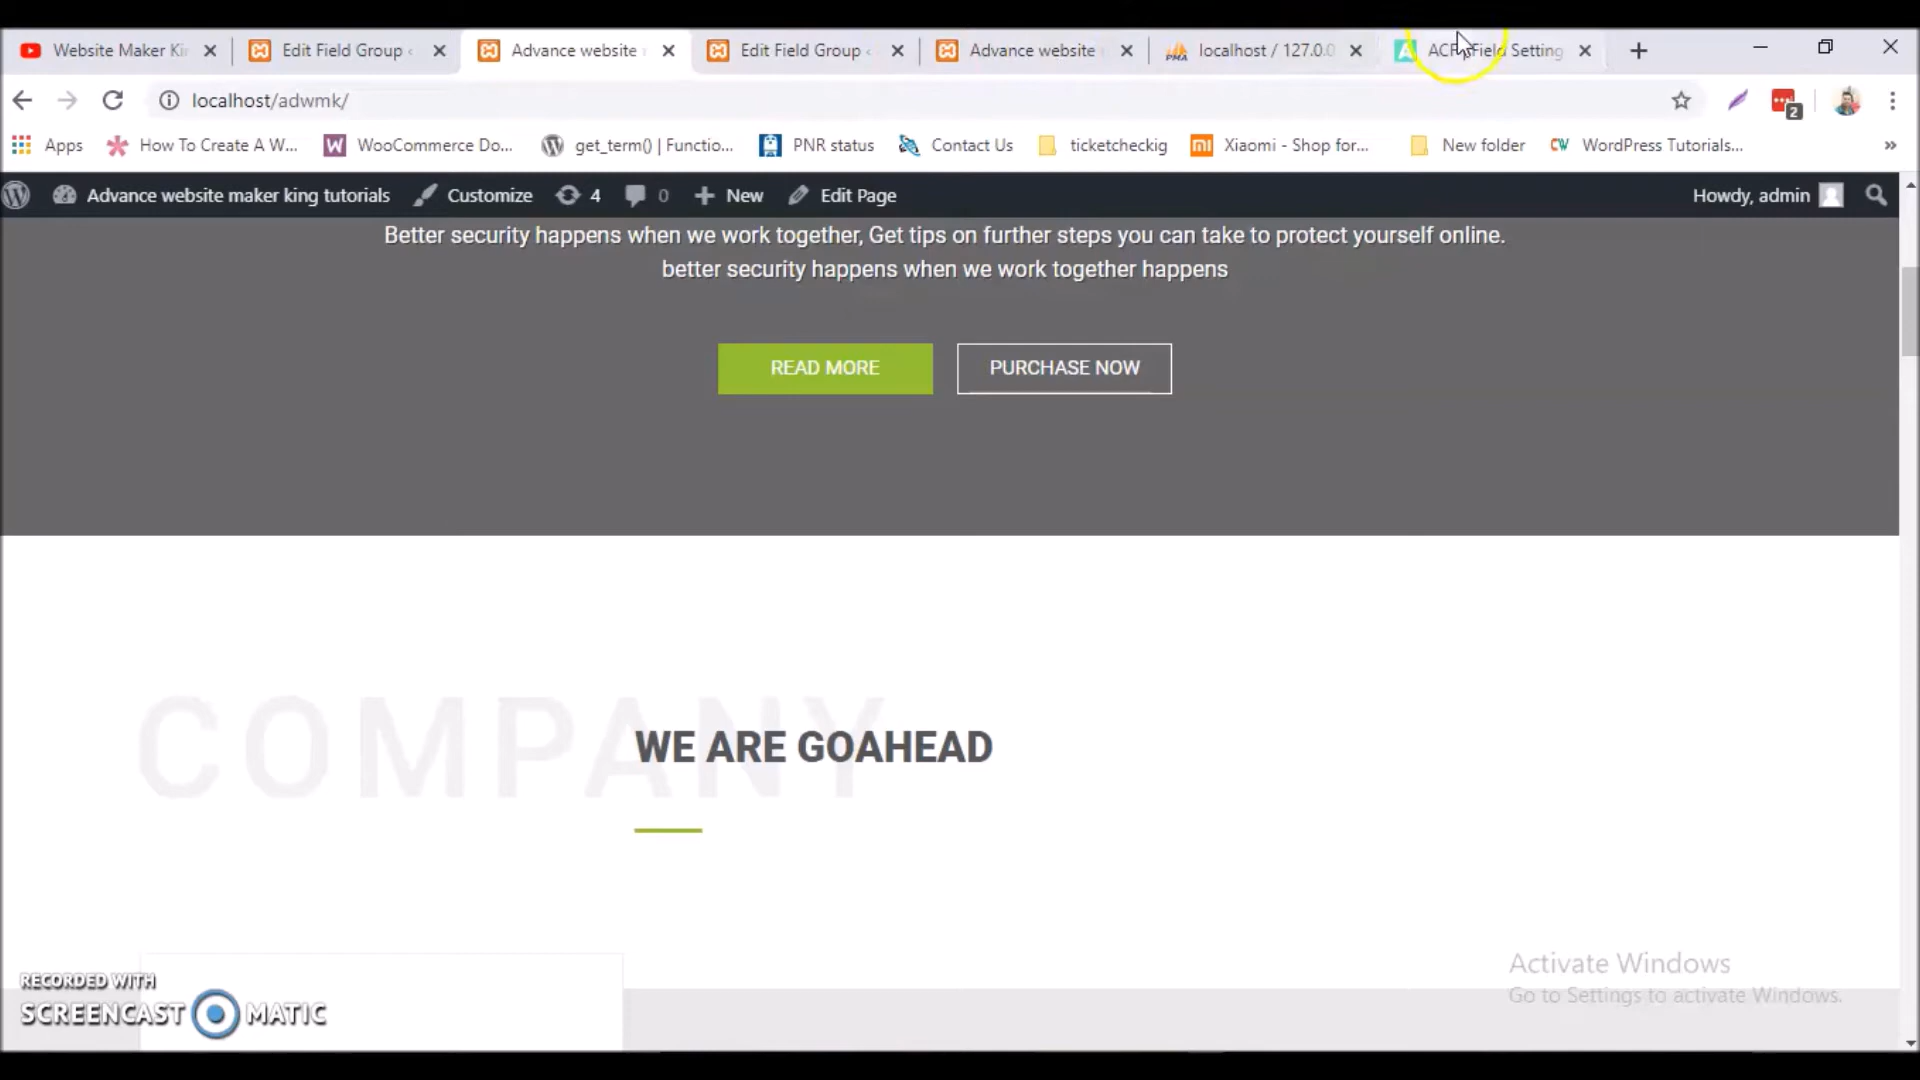 Website Maker Kin
Edit Field Group ‹
Advance website
Edit Field Group ‹
Advance website
localhost / 127.0.0
ACF Field Setting
localhost/adwmk/
2
Apps
How To Create A W...
WooCommerce Do...
get_term() | Functio...
PNR status
Contact Us
ticketcheckig
Xiaomi - Shop for...
New folder
WordPress Tutorials...
»
Advance website maker king tutorials
Customize
4
0
New
Edit Page
Howdy, admin
Better security happens when we work together, Get tips on further steps you can take to protect yourself online.
better security happens when we work together happens
READ MORE
PURCHASE NOW
COMPANY
WE ARE GOAHEAD
Activate Windows
Go to Settings to activate Windows.
RECORDED WITH
SCREENCAST MATIC